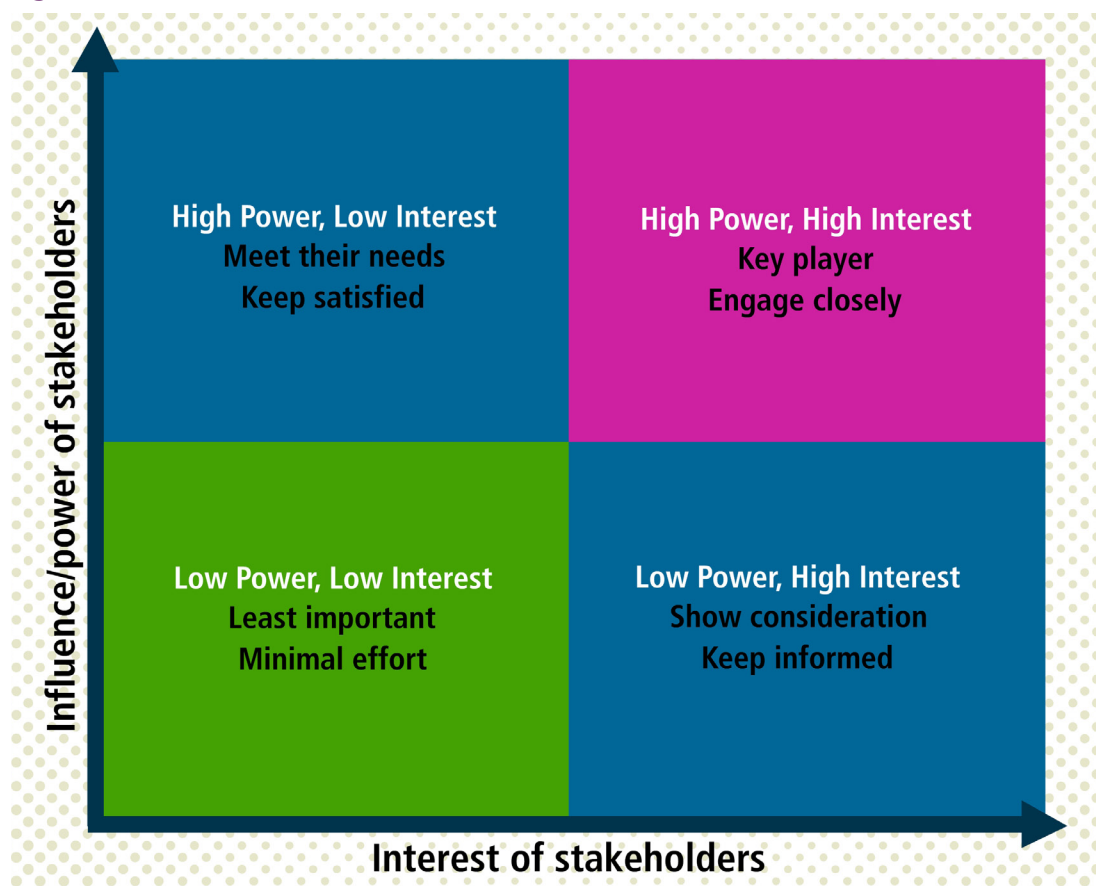 Influence/power of stakeholders
High Power, Low Interest
Meet their needs
Keep satisfied
High Power, High Interest
Key player
Engage closely
Low Power, Low Interest
Least important
Minimal effort
Low Power, High Interest
Show consideration
Keep informed
Interest of stakeholders